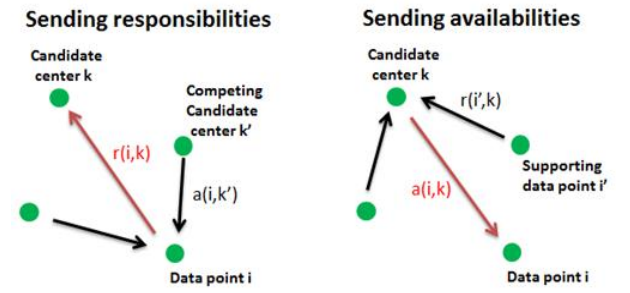 Sending responsibilities
Candidate
center k
Competing
Candidate
center k'
r(i,k)
a(i,k')
Data point i
Sending availabilities
Candidate
center k
r(i',k)
Supporting
data point i'
a(i,k)
Data point i